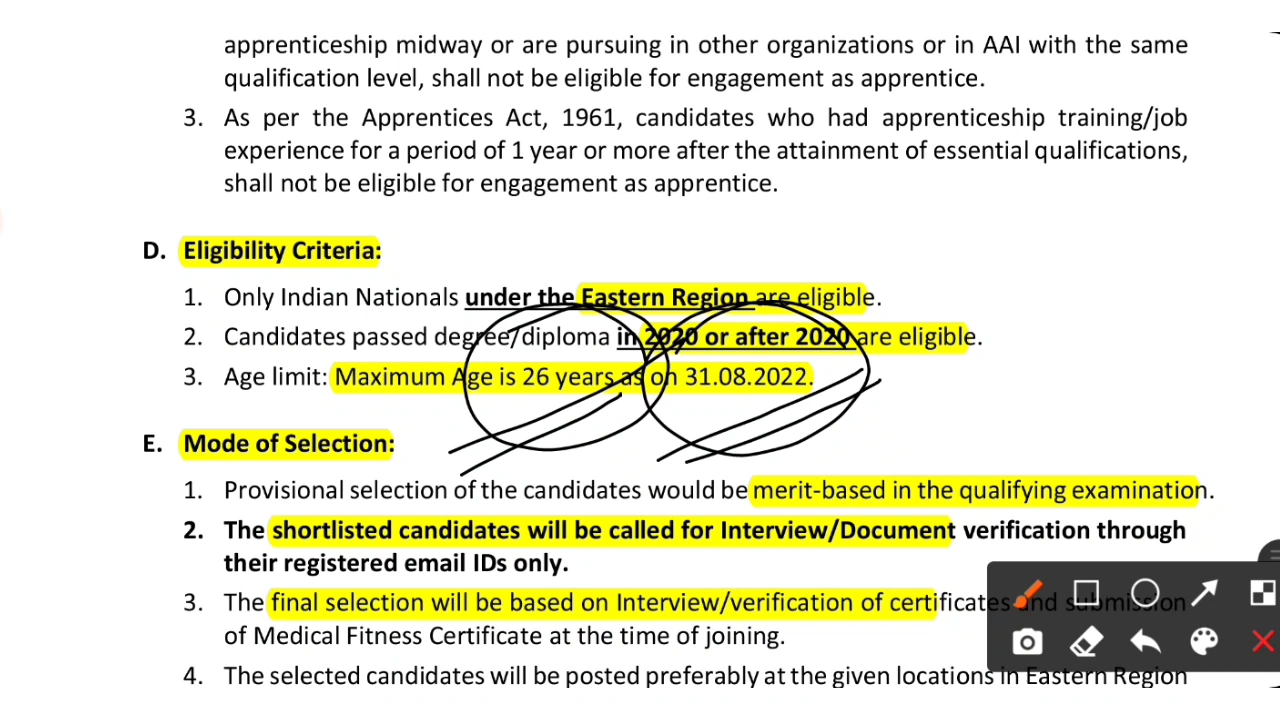 apprenticeship midway or are pursuing in other organizations or in AAI with the same
qualification level, shall not be eligible for engagement as apprentice.
3. As per the Apprentices Act, 1961, candidates who had apprenticeship training/job
experience for a period of 1 year or more after the attainment of essential qualifications,
shall not be eligible for engagement as apprentice.
D. Eligibility Criteria:
1. Only Indian Nationals under the Eastern Region are eligible.
2. Candidates passed degree/diploma in 2020 or after 2020 are eligible.
3. Age limit: Maximum Age is 26 years as on 31.08.2022.
E. Mode of Selection:
1. Provisional selection of the candidates would be merit-based in the qualifying examination.
2. The shortlisted candidates will be called for Interview/Document verification through
their registered email IDs only.
3. The final selection will be based on Interview/verification of certificates and submission
of Medical Fitness Certificate at the time of joining.
4. The selected candidates will be posted preferably at the given locations in Eastern Region